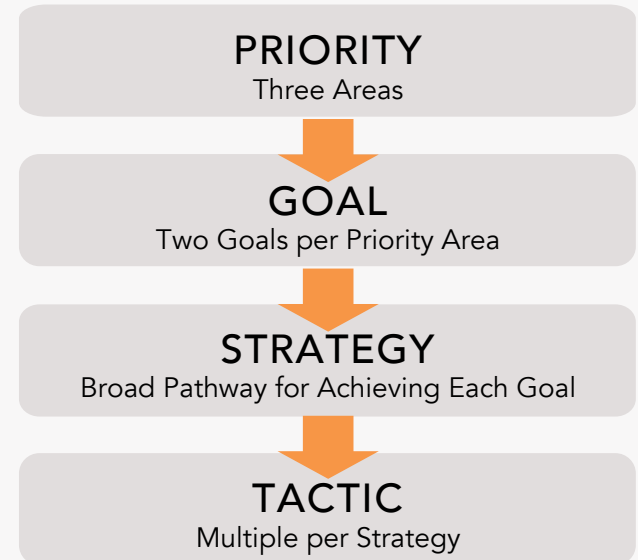 PRIORITY
Three Areas
GOAL
Two Goals per Priority Area
STRATEGY
Broad Pathway for Achieving Each Goal
TACTIC
Multiple per Strategy